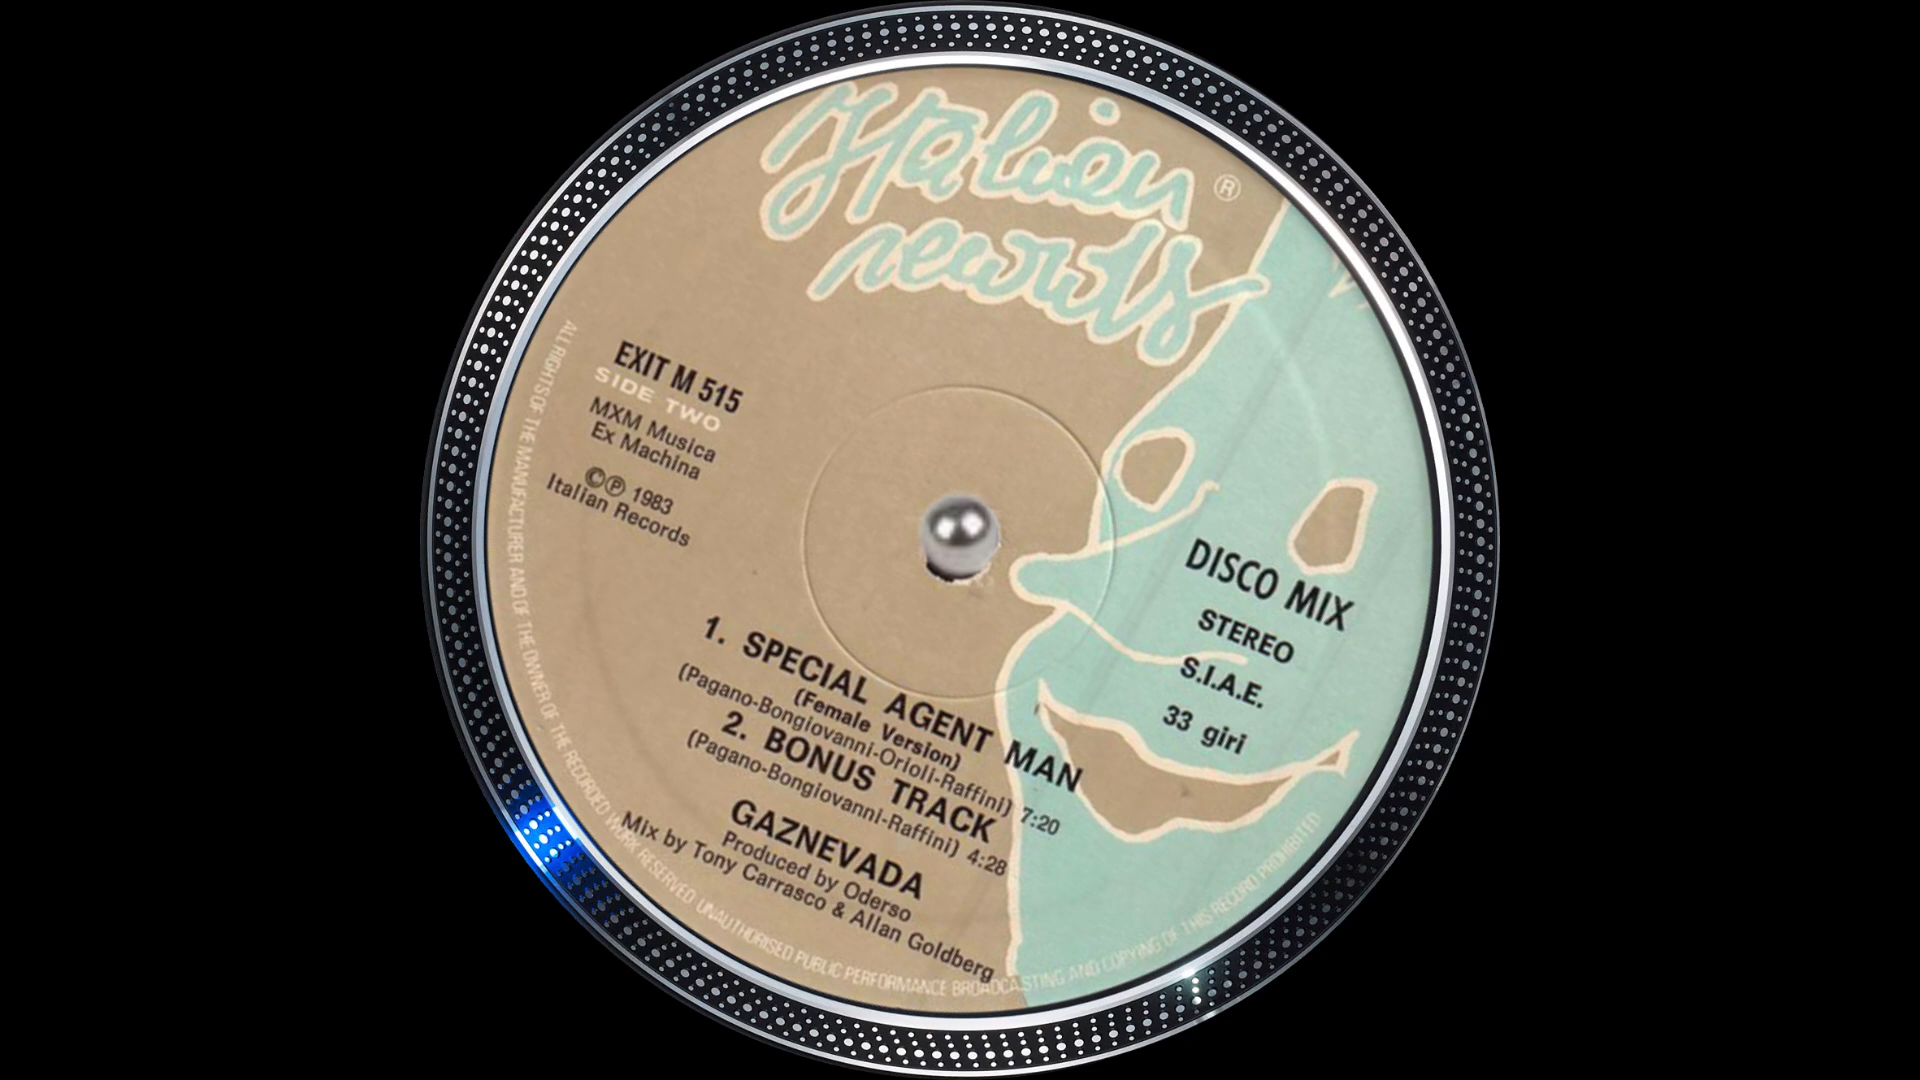 Italian ®
records
EXIT M 515
SIDE TWO
MXM Musica
Ex Machina
©℗ 1983
Italian Records
DISCO MIX
STEREO
S.I.A.E.
33 giri
1. SPECIAL AGENT MAN
(Female Version)
(Pagano-Bongiovanni-Orioli-Raffini) 7:20
2. BONUS TRACK
(Pagano-Bongiovanni-Raffini) 4:28
GAZNEVADA
Produced by Oderso
Mix by Tony Carrasco & Allan Goldberg
ALL RIGHTS OF THE MANUFACTURER AND OF THE OWNER OF THE RECORDED WORK RESERVED. UNAUTHORISED PUBLIC PERFORMANCE BROADCASTING AND COPYING OF THIS RECORD PROHIBITED